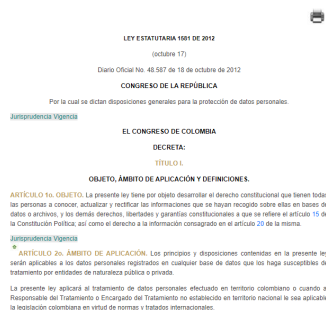 LEY ESTATUTARIA 1581 DE 2012
(octubre 17)
Diario Oficial No. 48.587 de 18 de octubre de 2012
CONGRESO DE LA REPÚBLICA
Por la cual se dictan disposiciones generales para la protección de datos personales.
Jurisprudencia Vigencia
EL CONGRESO DE COLOMBIA
DECRETA:
TÍTULO I.
OBJETO, ÁMBITO DE APLICACIÓN Y DEFINICIONES.
ARTÍCULO 1o. OBJETO. La presente ley tiene por objeto desarrollar el derecho constitucional que tienen todas
las personas a conocer, actualizar y rectificar las informaciones que se hayan recogido sobre ellas en bases de
datos o archivos, y los demás derechos, libertades y garantías constitucionales a que se refiere el artículo 15 de
la Constitución Política; así como el derecho a la información consagrado en el artículo 20 de la misma.
Jurisprudencia Vigencia
ARTÍCULO 2o. ÁMBITO DE APLICACIÓN. Los principios y disposiciones contenidas en la presente ley
serán aplicables a los datos personales registrados en cualquier base de datos que los haga susceptibles de
tratamiento por entidades de naturaleza pública o privada.
La presente ley aplicará al tratamiento de datos personales efectuado en territorio colombiano o cuando al
Responsable del Tratamiento o Encargado del Tratamiento no establecido en territorio nacional le sea aplicable
la legislación colombiana en virtud de normas y tratados internacionales.